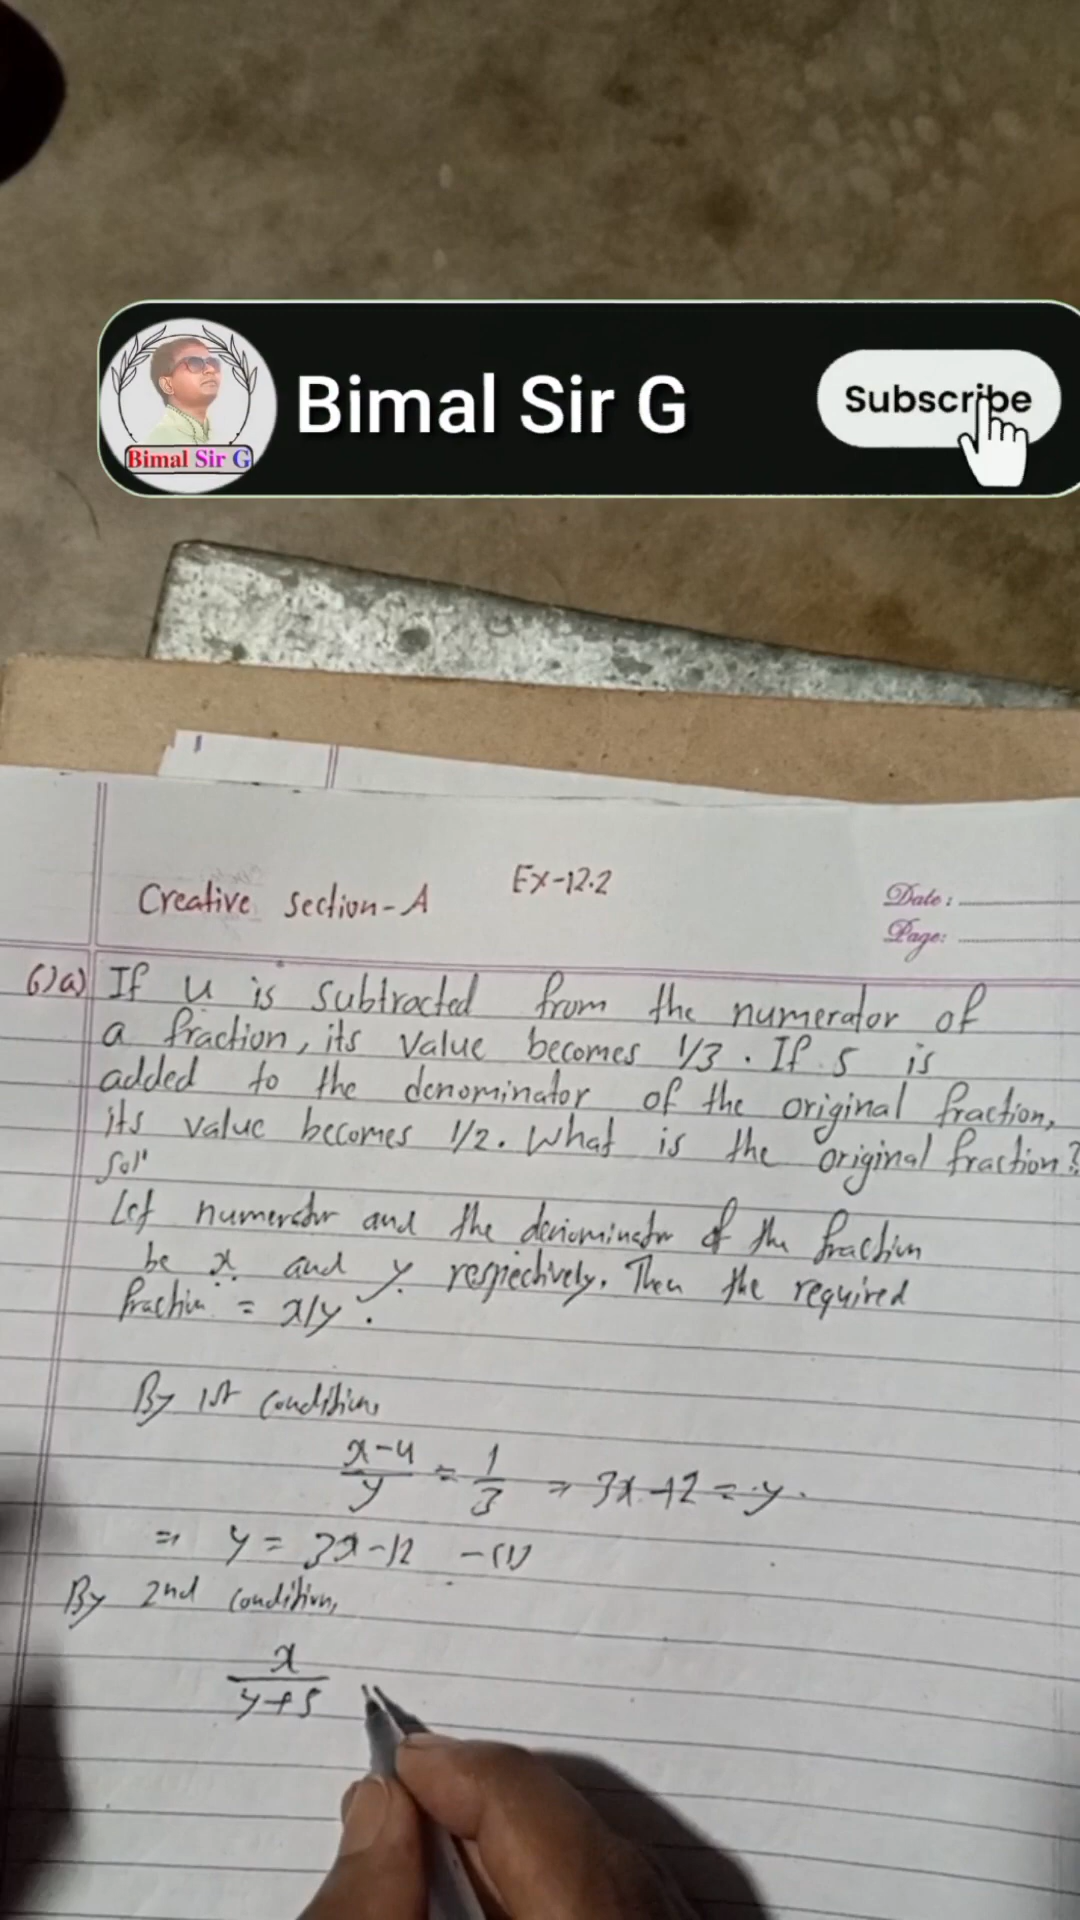 Bimal Sir G
Subscribe
Bimal Sir G
Creative section-A
Ex-12.2
Date:
Page:
6)a) If 4 is subtracted from the numerator of
a fraction, its value becomes 1/3. If 5 is
added to the denominator of the original fraction,
its value becomes 1/2. What is the original fraction?
Solⁿ
Let numerator and the denominator of the fraction
be x and y respectively. Then the required
fraction = x/y.
By 1st condition,
x-4/y = 1/3 ⇒ 3x-12 = y.
⇒ y = 3x-12 -(1)
By 2nd condition,
x/y+5